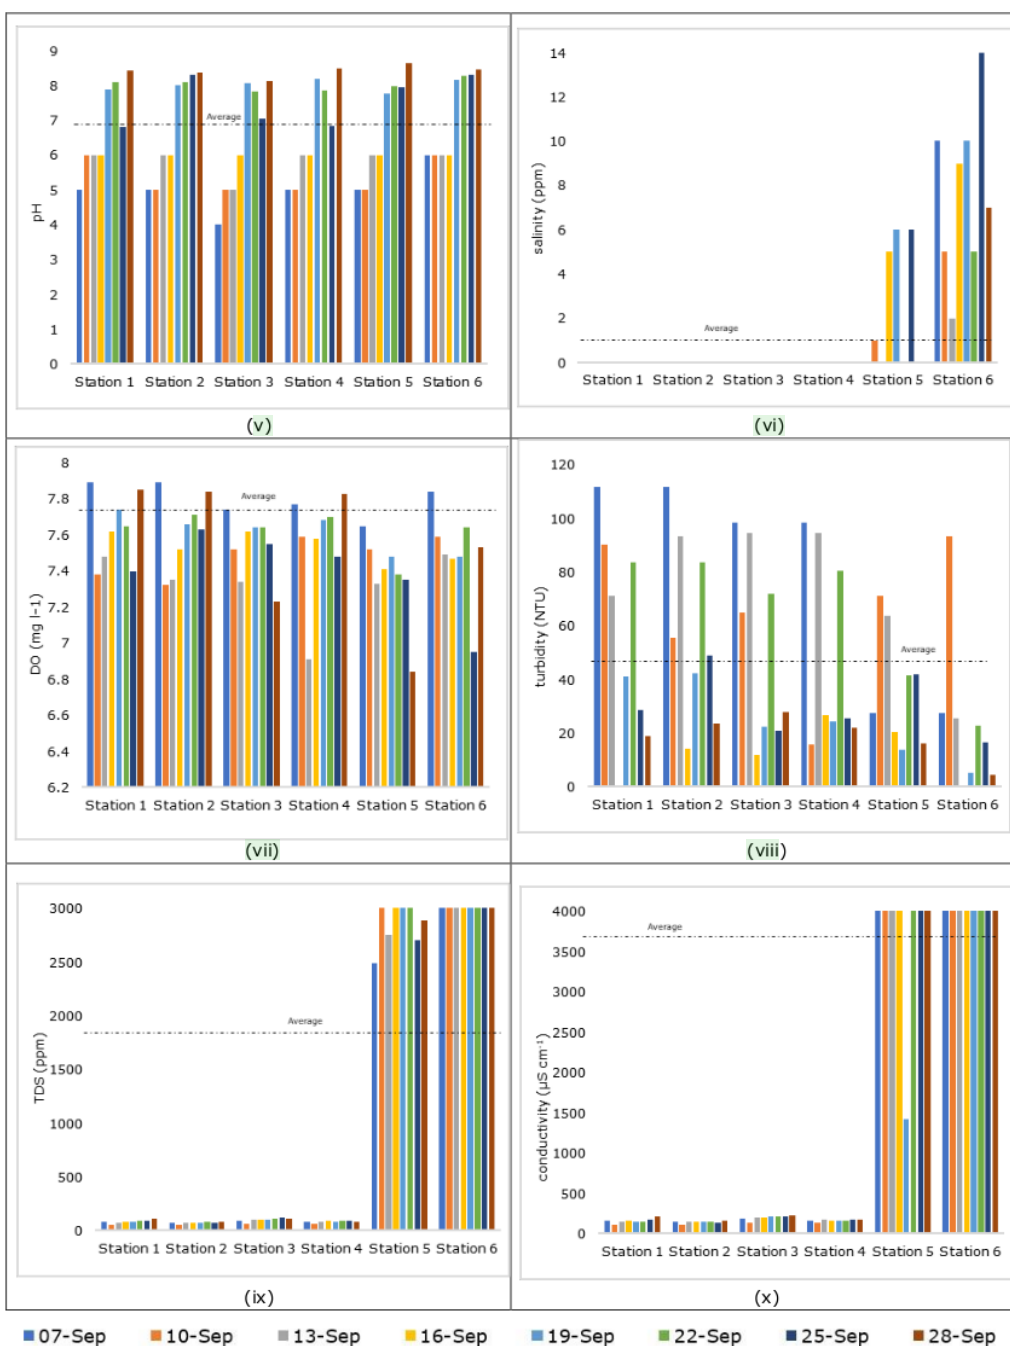 9
8
7
6
5
4
3
2
1
0
pH
Average
Station 1 Station 2 Station 3 Station 4 Station 5 Station 6
(v)
14
12
10
8
6
4
2
0
salinity (ppm)
Average
Station 1 Station 2 Station 3 Station 4 Station 5 Station 6
(vi)
8
7.8
7.6
7.4
7.2
7
6.8
6.6
6.4
6.2
DO (mg l-1)
Average
Station 1 Station 2 Station 3 Station 4 Station 5 Station 6
(vii)
120
100
80
60
40
20
0
turbidity (NTU)
Average
Station 1 Station 2 Station 3 Station 4 Station 5 Station 6
(viii)
3000
2500
2000
1500
1000
500
0
TDS (ppm)
Average
Station 1 Station 2 Station 3 Station 4 Station 5 Station 6
(ix)
4000
3500
3000
2500
2000
1500
1000
500
0
conductivity (µS cm⁻¹)
Average
Station 1 Station 2 Station 3 Station 4 Station 5 Station 6
(x)
07-Sep 10-Sep 13-Sep 16-Sep 19-Sep 22-Sep 25-Sep 28-Sep